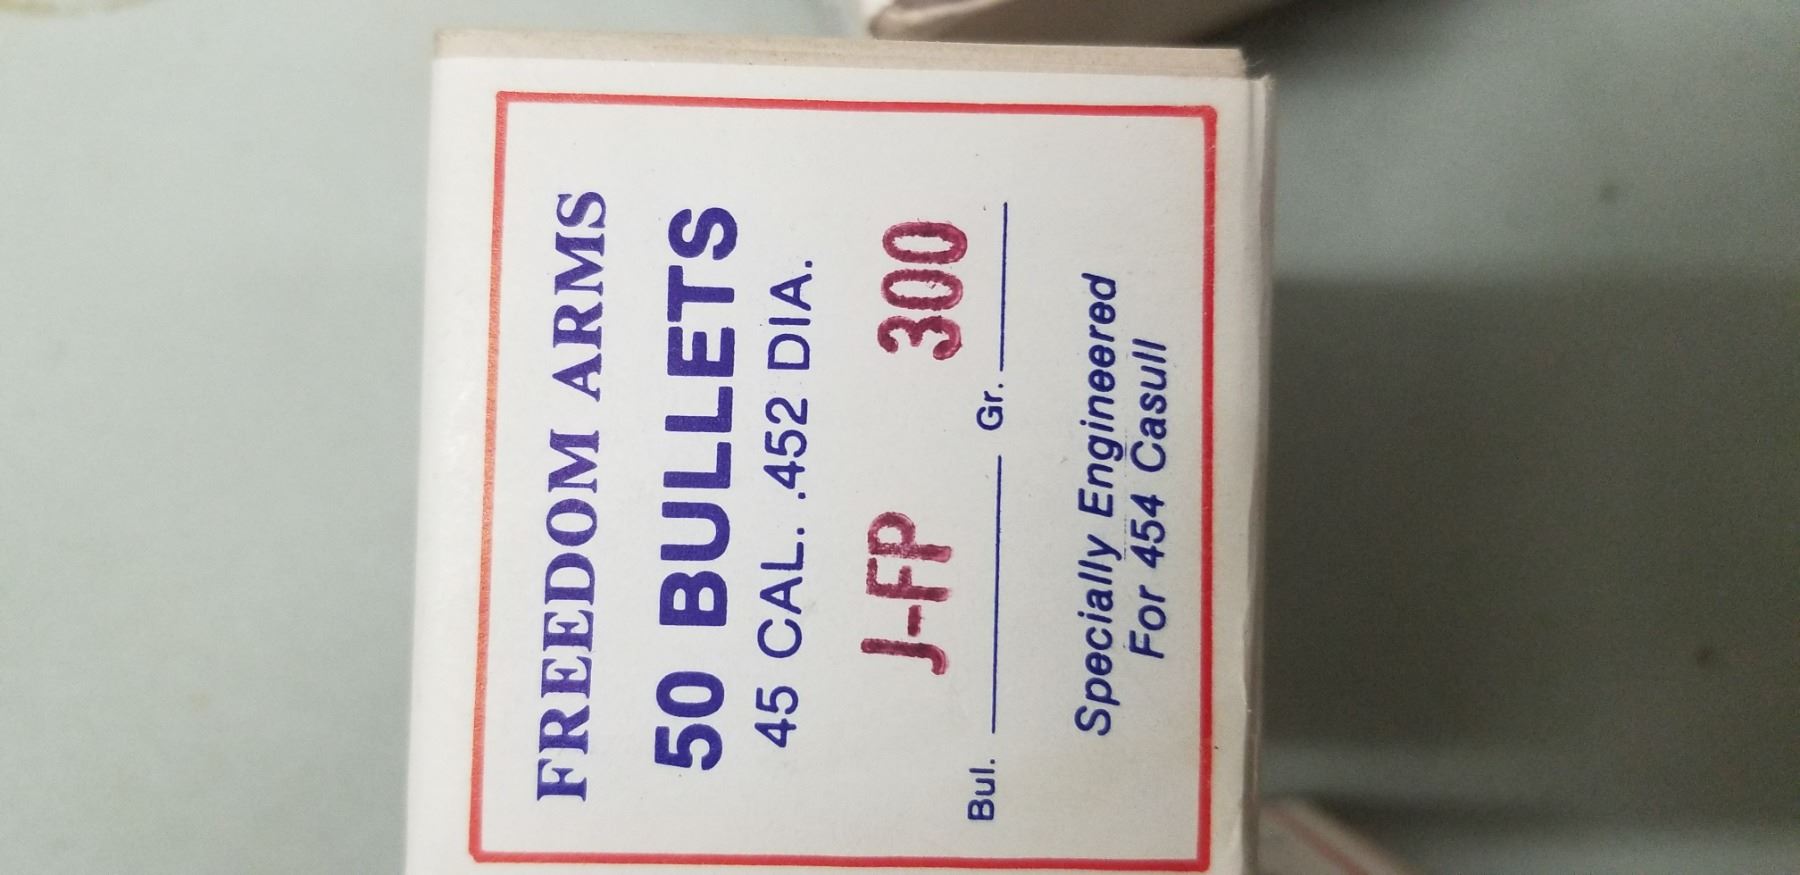 FREEDOM ARMS
50 BULLETS
45 CAL. .452 DIA.
J-FP 300
Bul. Gr.
Specially Engineered
For 454 Casull